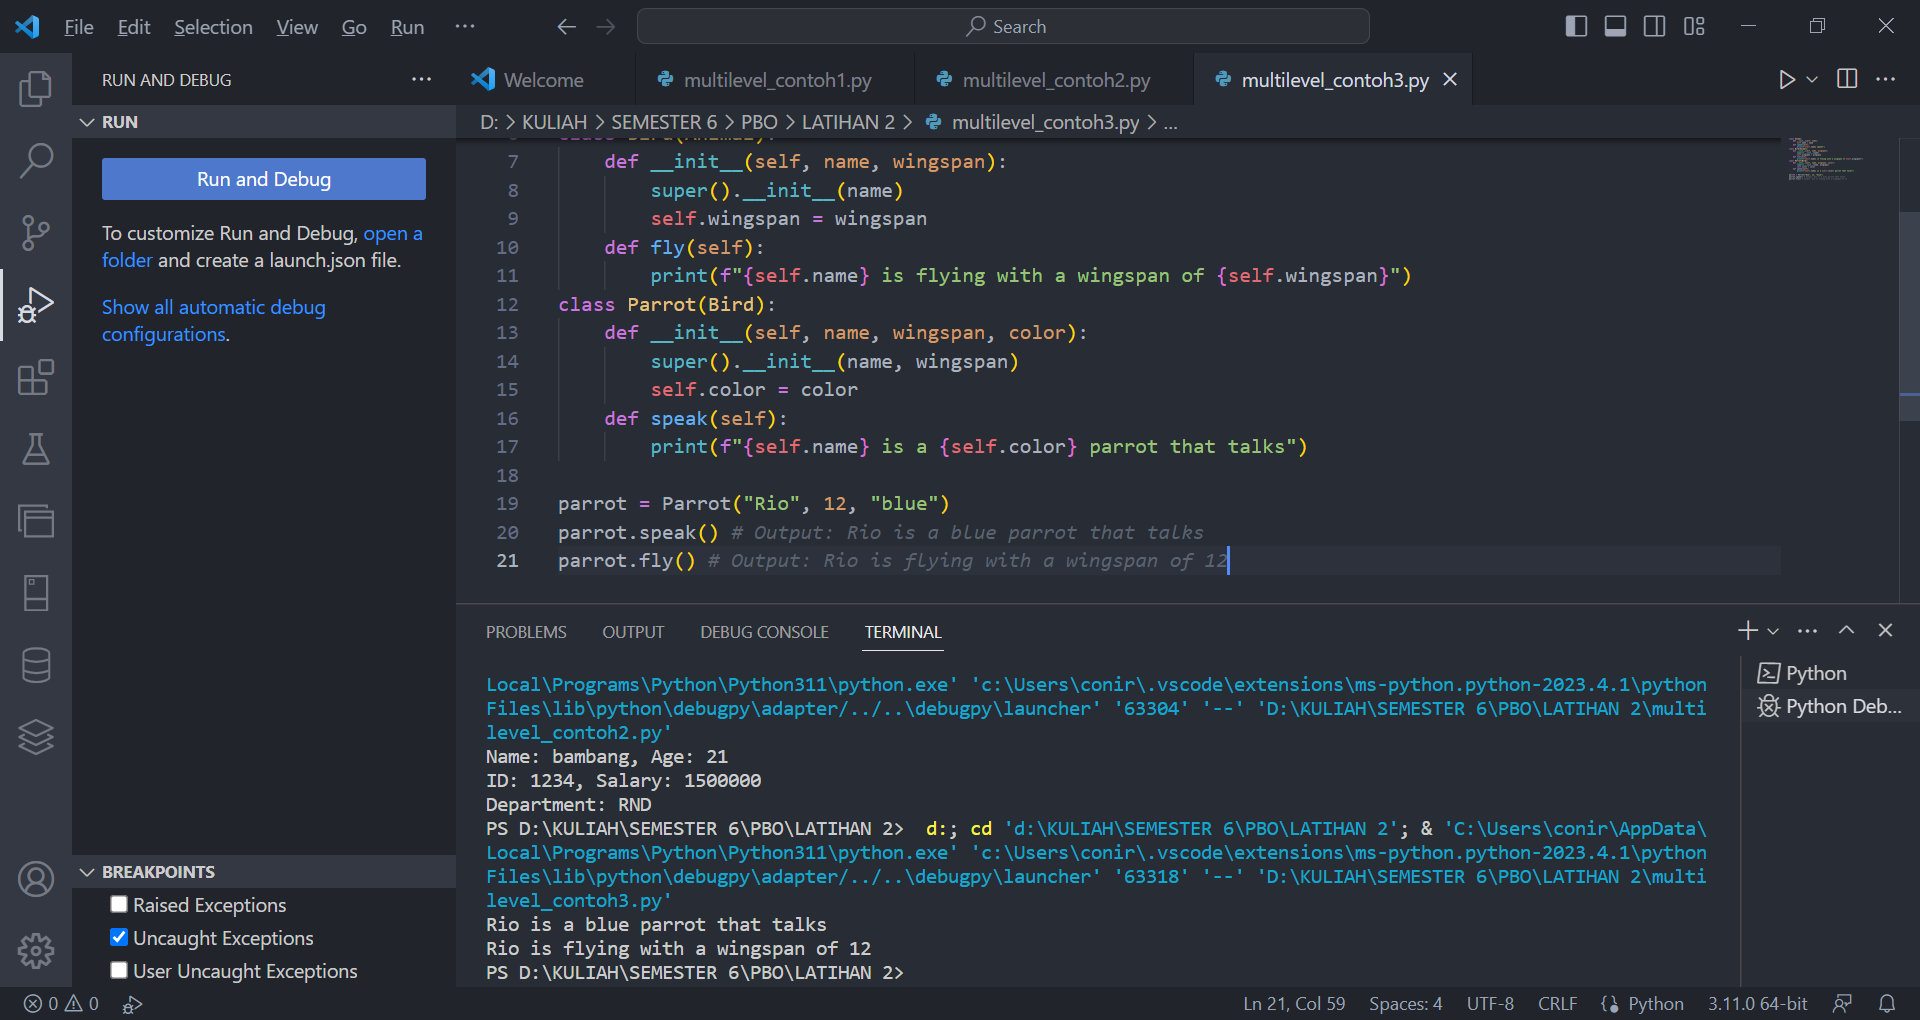 File Edit Selection View Go Run ··· Search
RUN AND DEBUG ···
Welcome multilevel_contoh1.py multilevel_contoh2.py multilevel_contoh3.py
RUN
D: > KULIAH > SEMESTER 6 > PBO > LATIHAN 2 > multilevel_contoh3.py > ...
Run and Debug
To customize Run and Debug, open a
folder and create a launch.json file.
Show all automatic debug
configurations.
7 def __init__(self, name, wingspan):
8 super().__init__(name)
9 self.wingspan = wingspan
10 def fly(self):
11 print(f"{self.name} is flying with a wingspan of {self.wingspan}")
12 class Parrot(Bird):
13 def __init__(self, name, wingspan, color):
14 super().__init__(name, wingspan)
15 self.color = color
16 def speak(self):
17 print(f"{self.name} is a {self.color} parrot that talks")
18
19 parrot = Parrot("Rio", 12, "blue")
20 parrot.speak() # Output: Rio is a blue parrot that talks
21 parrot.fly() # Output: Rio is flying with a wingspan of 12
PROBLEMS OUTPUT DEBUG CONSOLE TERMINAL
Local\Programs\Python\Python311\python.exe' 'c:\Users\conir\.vscode\extensions\ms-python.python-2023.4.1\python
Files\lib\python\debugpy\adapter/../..\debugpy\launcher' '63304' '--' 'D:\KULIAH\SEMESTER 6\PBO\LATIHAN 2\multi
level_contoh2.py'
Name: bambang, Age: 21
ID: 1234, Salary: 1500000
Department: RND
PS D:\KULIAH\SEMESTER 6\PBO\LATIHAN 2> d:; cd 'd:\KULIAH\SEMESTER 6\PBO\LATIHAN 2'; & 'C:\Users\conir\AppData\
Local\Programs\Python\Python311\python.exe' 'c:\Users\conir\.vscode\extensions\ms-python.python-2023.4.1\python
Files\lib\python\debugpy\adapter/../..\debugpy\launcher' '63318' '--' 'D:\KULIAH\SEMESTER 6\PBO\LATIHAN 2\multi
level_contoh3.py'
Rio is a blue parrot that talks
Rio is flying with a wingspan of 12
PS D:\KULIAH\SEMESTER 6\PBO\LATIHAN 2>
Python
Python Deb...
BREAKPOINTS
Raised Exceptions
Uncaught Exceptions
User Uncaught Exceptions
0 0 Ln 21, Col 59 Spaces: 4 UTF-8 CRLF Python 3.11.0 64-bit